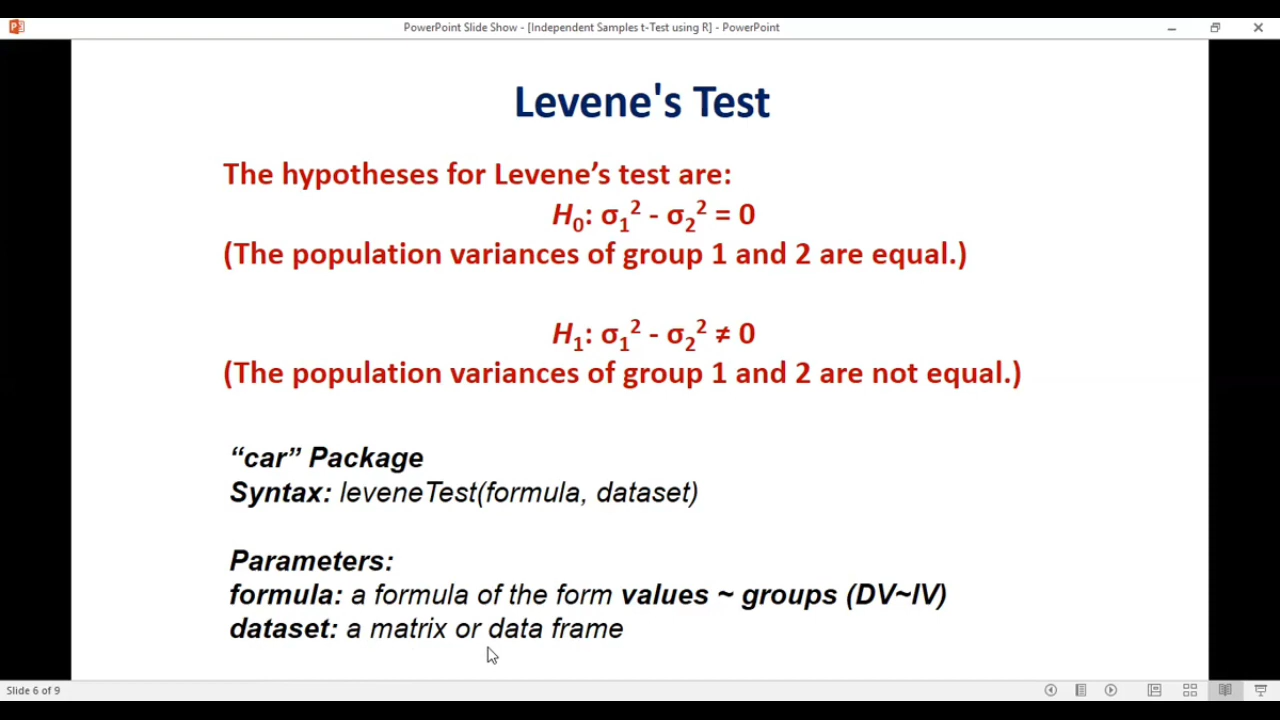 PowerPoint Slide Show - [Independent Samples t-Test using R] - PowerPoint
Levene's Test
The hypotheses for Levene’s test are:
H₀: σ₁² - σ₂² = 0
(The population variances of group 1 and 2 are equal.)
H₁: σ₁² - σ₂² ≠ 0
(The population variances of group 1 and 2 are not equal.)
“car” Package
Syntax: leveneTest(formula, dataset)
Parameters:
formula: a formula of the form values ~ groups (DV~IV)
dataset: a matrix or data frame
Slide 6 of 9